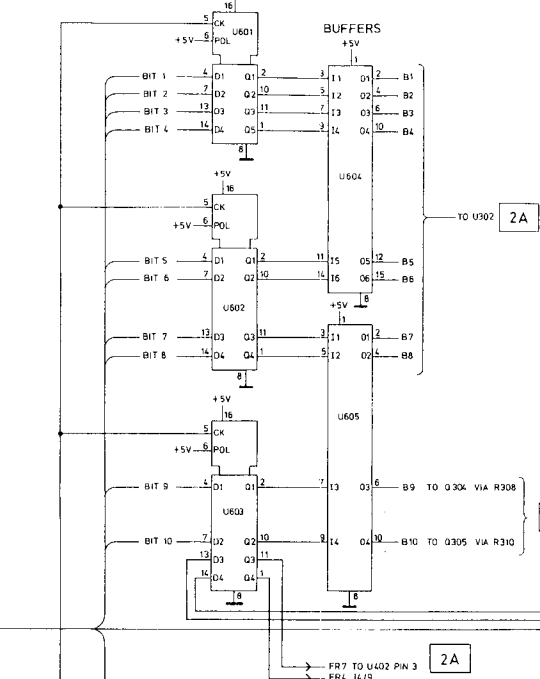 16
5 CK U601
+5V 6 POL
BUFFERS
+5V
1
BIT 1 4 D1 Q1 2 3 I1 O1 2 B1
BIT 2 7 D2 Q2 10 5 I2 O2 4 B2
BIT 3 13 D3 Q3 11 7 I3 O3 6 B3
BIT 4 14 D4 Q5 1 9 I4 O4 10 B4
8
U604
+5V
16
5 CK
+5V 6 POL
TO U302 2A
BIT 5 4 D1 Q1 2 11 I5 O5 12 B5
BIT 6 7 D2 Q2 10 14 I6 O6 15 B6
8
+5V
1
U602
BIT 7 13 D3 Q3 11 3 I1 O1 2 B7
BIT 8 14 D4 Q4 1 5 I2 O2 4 B8
8
+5V
16
U605
5 CK
+5V 6 POL
BIT 9 4 D1 Q1 2 7 I3 O3 6 B9 TO Q304 VIA R308
U603
BIT 10 7 D2 Q2 10 9 I4 O4 10 B10 TO Q305 VIA R310
13 D3 Q3 11
14 D4 Q4 1
8
8
2A
FR7 TO U402 PIN 3